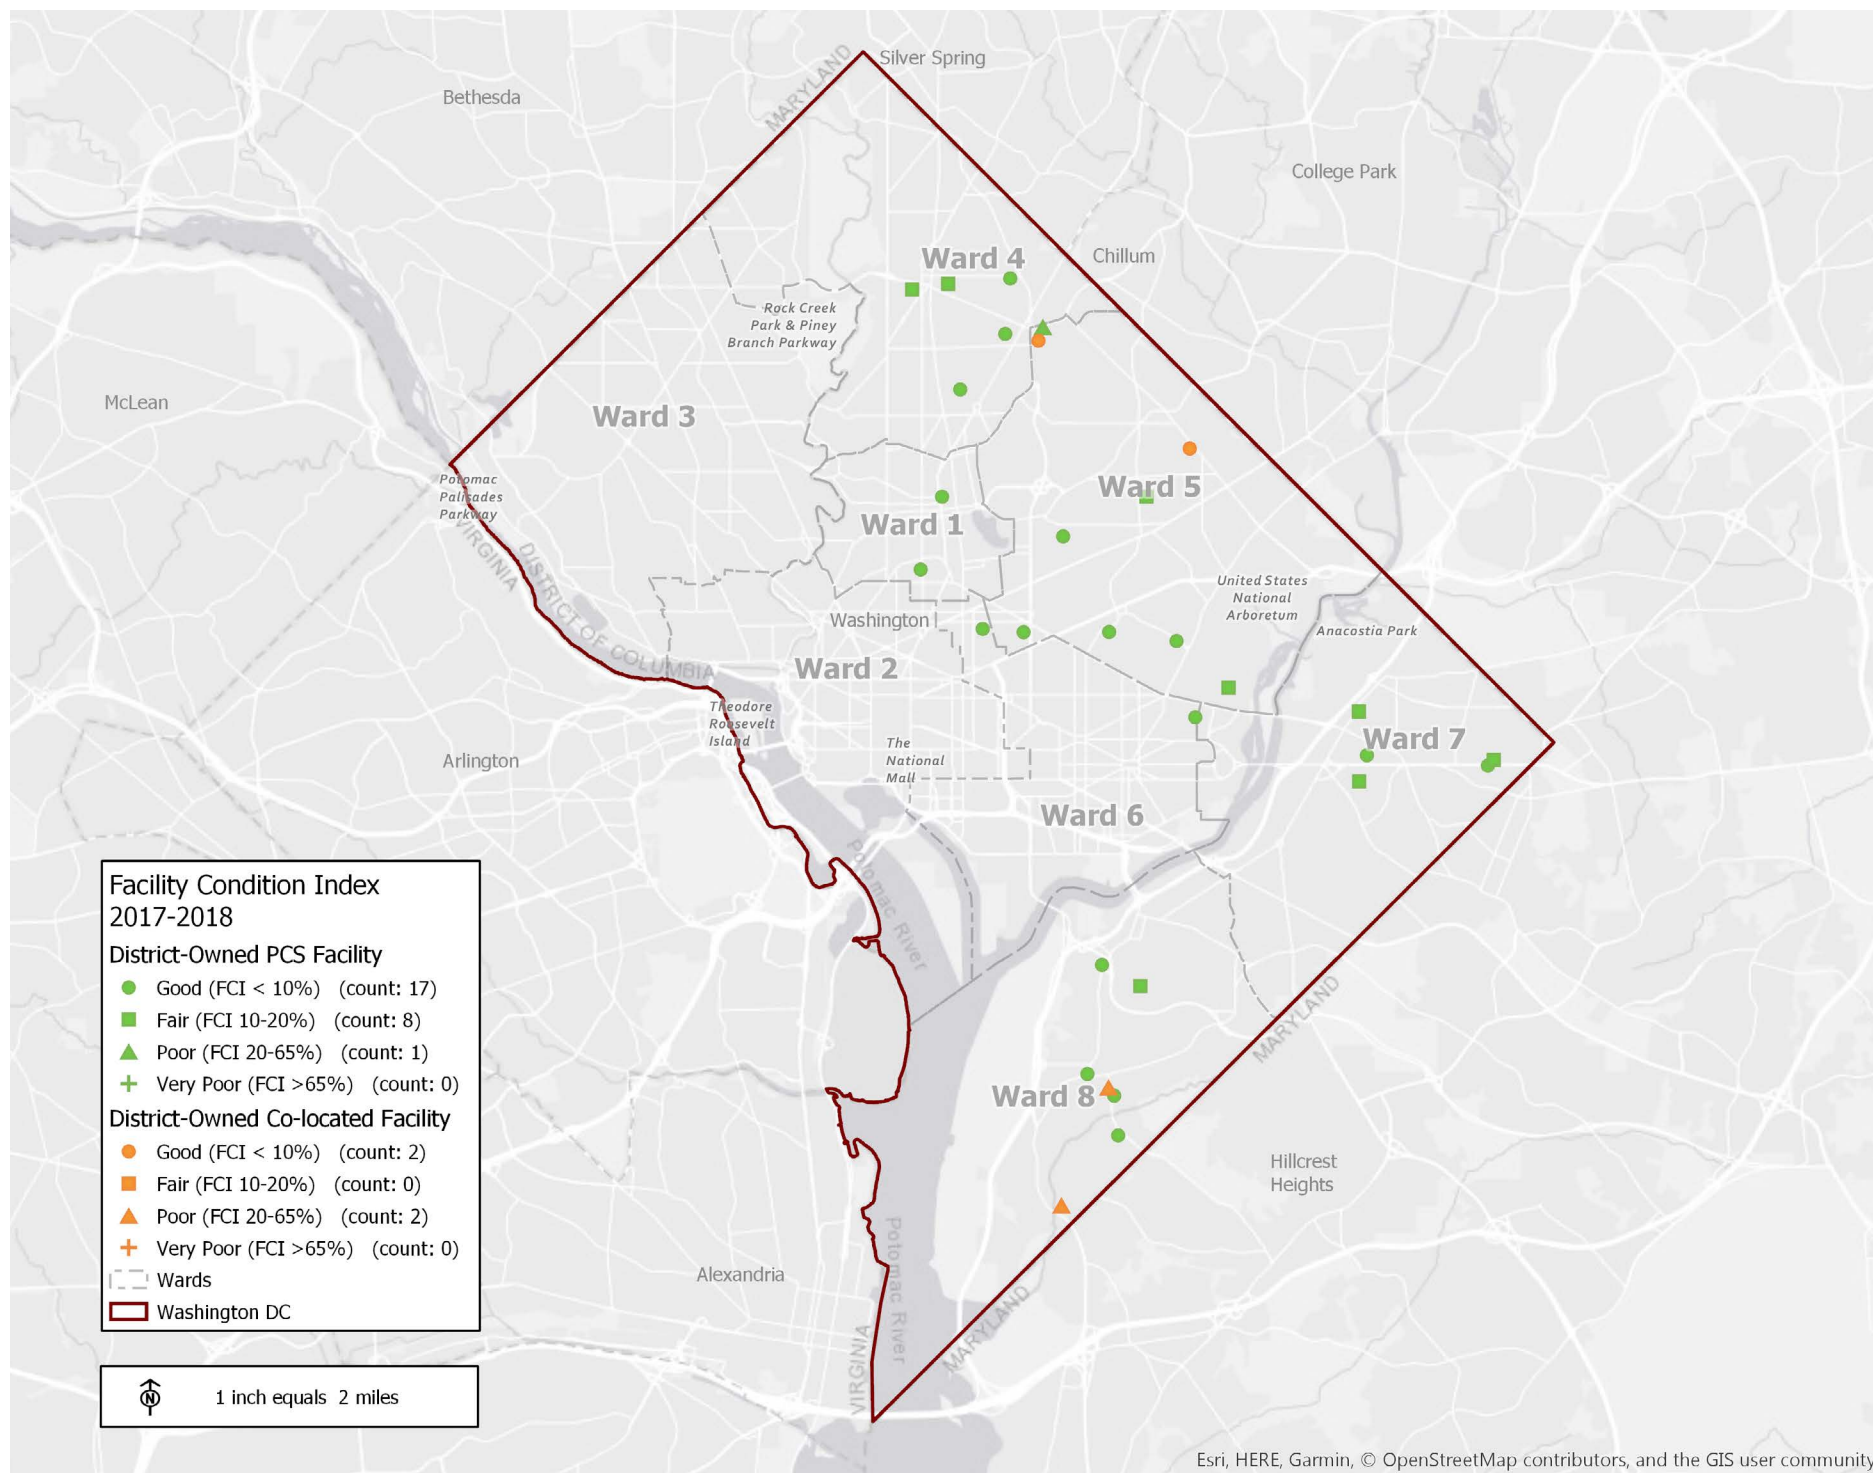 Silver Spring
MARYLAND
Bethesda
College Park
Ward 4
Chillum
Rock Creek
Park & Piney
Branch Parkway
McLean
Ward 3
Potomac
Palisades
Parkway
Ward 5
VIRGINIA
Ward 1
DISTRICT OF COLUMBIA
United States
National
Arboretum
Washington
Anacostia Park
Ward 2
Theodore
Roosevelt
Island
Arlington
The
National
Mall
Ward 7
Ward 6
Potomac River
Facility Condition Index
2017-2018
District-Owned PCS Facility
Good (FCI < 10%) (count: 17)
Fair (FCI 10-20%) (count: 8)
Poor (FCI 20-65%) (count: 1)
Very Poor (FCI >65%) (count: 0)
District-Owned Co-located Facility
Good (FCI < 10%) (count: 2)
Fair (FCI 10-20%) (count: 0)
Poor (FCI 20-65%) (count: 2)
Very Poor (FCI >65%) (count: 0)
Wards
Washington DC
MARYLAND
Ward 8
Hillcrest
Heights
Alexandria
Potomac River
MARYLAND
VIRGINIA
N
1 inch equals 2 miles
Esri, HERE, Garmin, © OpenStreetMap contributors, and the GIS user community